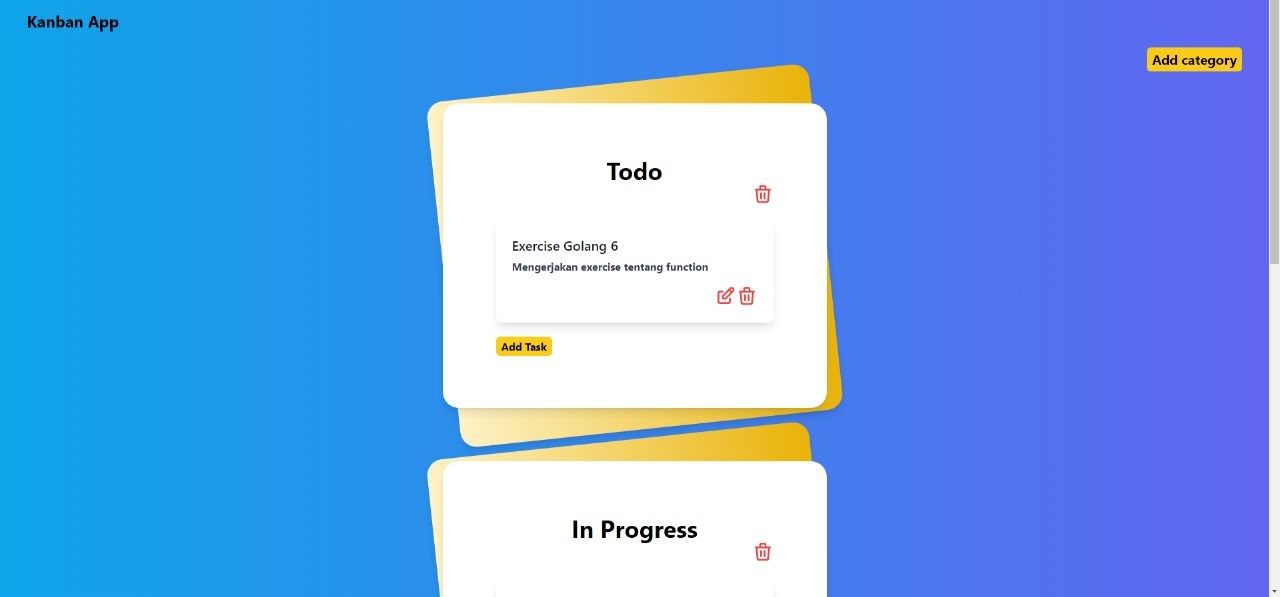 Kanban App
Add category
Todo
Exercise Golang 6
Mengerjakan exercise tentang function
Add Task
In Progress